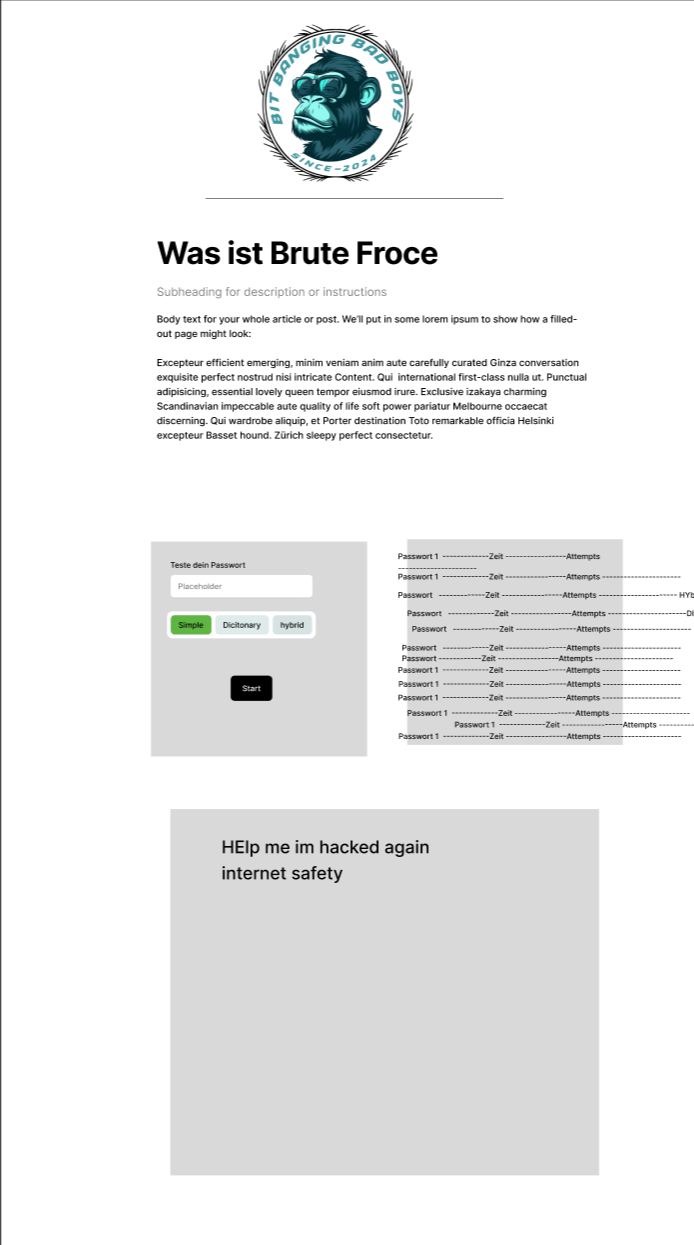 BIT BANGING BAD BOYS
SINCE-2024
Was ist Brute Froce
Subheading for description or instructions
Body text for your whole article or post. We'll put in some lorem ipsum to show how a filled-
out page might look:
Excepteur efficient emerging, minim veniam anim aute carefully curated Ginza conversation
exquisite perfect nostrud nisi intricate Content. Qui  international first-class nulla ut. Punctual
adipisicing, essential lovely queen tempor eiusmod irure. Exclusive izakaya charming
Scandinavian impeccable aute quality of life soft power pariatur Melbourne occaecat
discerning. Qui wardrobe aliquip, et Porter destination Toto remarkable officia Helsinki
excepteur Basset hound. Zürich sleepy perfect consectetur.
Teste dein Passwort
Placeholder
Simple
Dicitonary
hybrid
Start
Passwort 1 -------------Zeit -----------------Attempts
----------------------
Passwort 1 -------------Zeit -----------------Attempts ----------------------
Passwort -------------Zeit -----------------Attempts ---------------------- HYb
Passwort -------------Zeit -----------------Attempts ----------------------DI
Passwort -------------Zeit -----------------Attempts ----------------------
Passwort -------------Zeit -----------------Attempts ----------------------
Passwort ------------Zeit -----------------Attempts ----------------------
Passwort 1 -------------Zeit -----------------Attempts ----------------------
Passwort 1 -------------Zeit -----------------Attempts ----------------------
Passwort 1 -------------Zeit -----------------Attempts ----------------------
Passwort 1 -------------Zeit -----------------Attempts ----------------------
Passwort 1 -------------Zeit -----------------Attempts ----------
Passwort 1 -------------Zeit -----------------Attempts ----------------------
HElp me im hacked again
internet safety